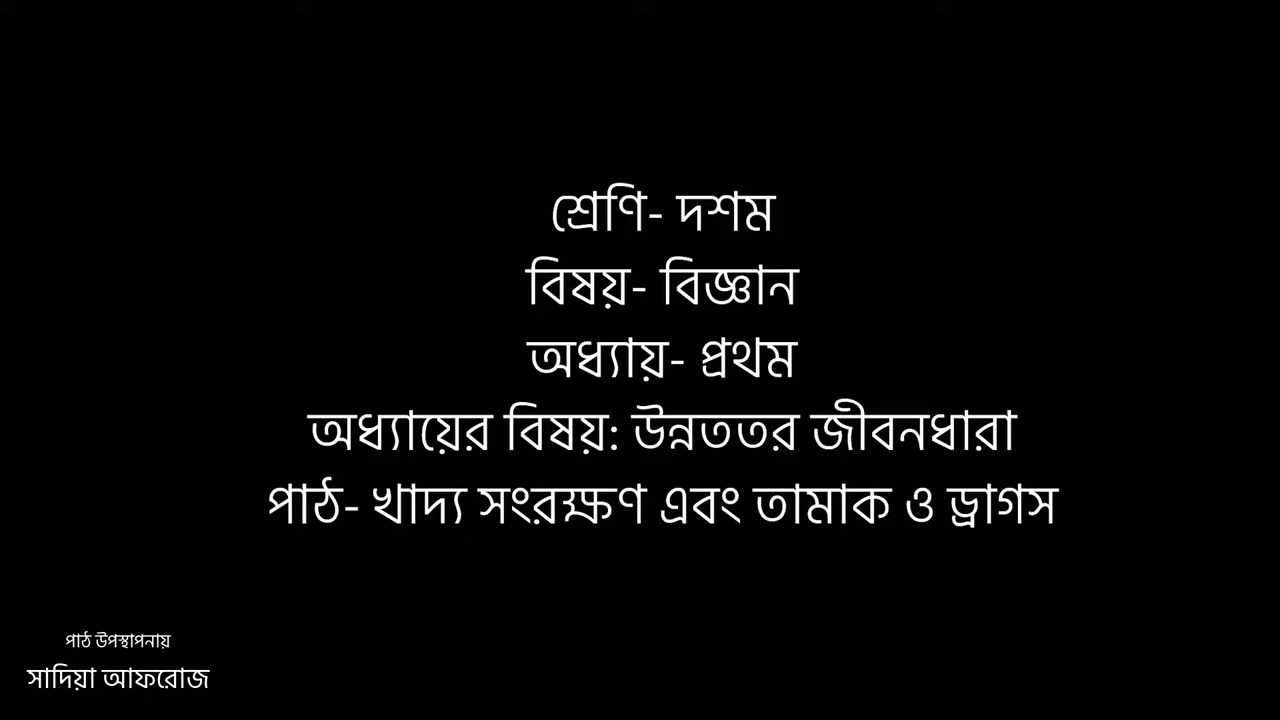 শ্রেণি- দশম
বিষয়- বিজ্ঞান
অধ্যায়- প্রথম
অধ্যায়ের বিষয়: উন্নততর জীবনধারা
পাঠ- খাদ্য সংরক্ষণ এবং তামাক ও ড্রাগস
পাঠ উপস্থাপনায়
সাদিয়া আফরোজ